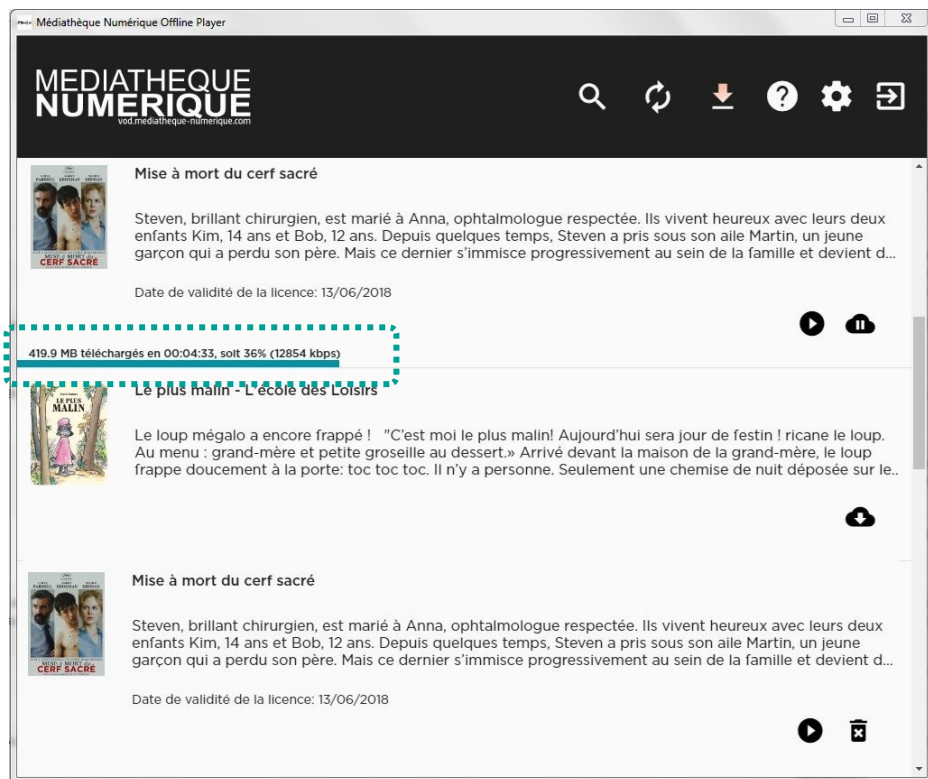 Médiathèque Numérique Offline Player
MEDIATHEQUE
NUMERIQUE
vod.mediatheque-numerique.com
Mise à mort du cerf sacré
Steven, brillant chirurgien, est marié à Anna, ophtalmologue respectée. Ils vivent heureux avec leurs deux
enfants Kim, 14 ans et Bob, 12 ans. Depuis quelques temps, Steven a pris sous son aile Martin, un jeune
garçon qui a perdu son père. Mais ce dernier s'immisce progressivement au sein de la famille et devient d...
MISE À MORT du
CERF SACRÉ
Date de validité de la licence: 13/06/2018
419.9 MB téléchargés en 00:04:33, soit 36% (12854 kbps)
Le plus malin - L'école des Loisirs
LE PLUS
MALIN
Le loup mégalo a encore frappé ! "C'est moi le plus malin! Aujourd'hui sera jour de festin ! ricane le loup.
Au menu : grand-mère et petite groseille au dessert.» Arrivé devant la maison de la grand-mère, le loup
frappe doucement à la porte: toc toc toc. Il n'y a personne. Seulement une chemise de nuit déposée sur le..
Mise à mort du cerf sacré
Steven, brillant chirurgien, est marié à Anna, ophtalmologue respectée. Ils vivent heureux avec leurs deux
enfants Kim, 14 ans et Bob, 12 ans. Depuis quelques temps, Steven a pris sous son aile Martin, un jeune
garçon qui a perdu son père. Mais ce dernier s'immisce progressivement au sein de la famille et devient d...
MISE À MORT du
CERF SACRÉ
Date de validité de la licence: 13/06/2018